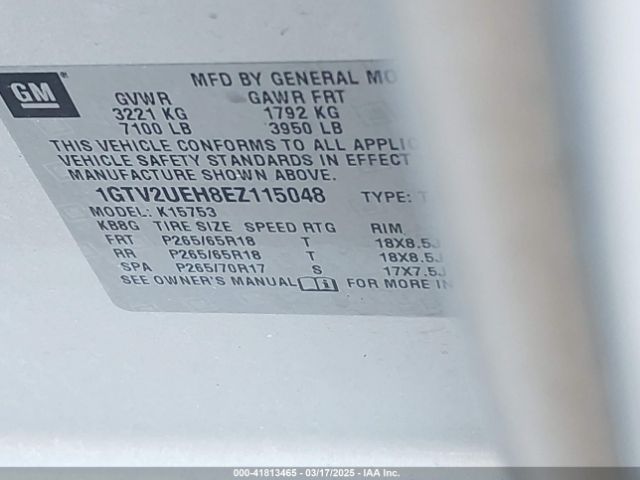 GM®
MFD BY GENERAL MO
GVWR GAWR FRT
3221 KG 1792 KG
7100 LB 3950 LB
THIS VEHICLE CONFORMS TO ALL APPLIC
VEHICLE SAFETY STANDARDS IN EFFECT
MANUFACTURE SHOWN ABOVE.
1GTV2UEH8EZ115048 TYPE: T
MODEL: K15753
KB8G TIRE SIZE SPEED RTG RIM
FRT P265/65R18 T 18X8.5J
RR P265/65R18 T 18X8.5J
SPA P265/70R17 S 17X7.5J
SEE OWNER'S MANUAL i FOR MORE IN
000-41813465 - 03/17/2025 - IAA Inc.